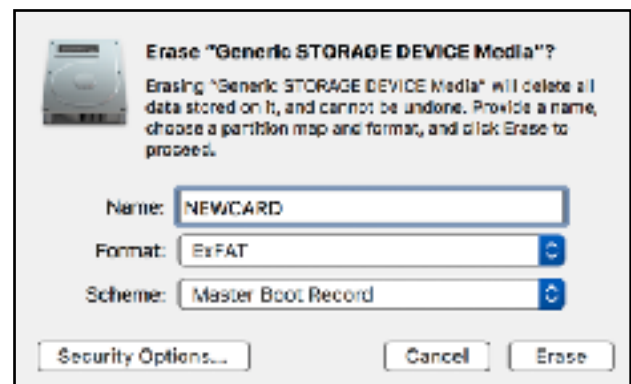 Erase "Generic STORAGE DEVICE Media"?
Erasing "Generic STORAGE DEVICE Media" will delete all
data stored on it, and cannot be undone. Provide a name,
choose a partition map and format, and click Erase to
proceed.
Name: NEWCARD
Format: ExFAT
Scheme: Master Boot Record
Security Options... Cancel Erase